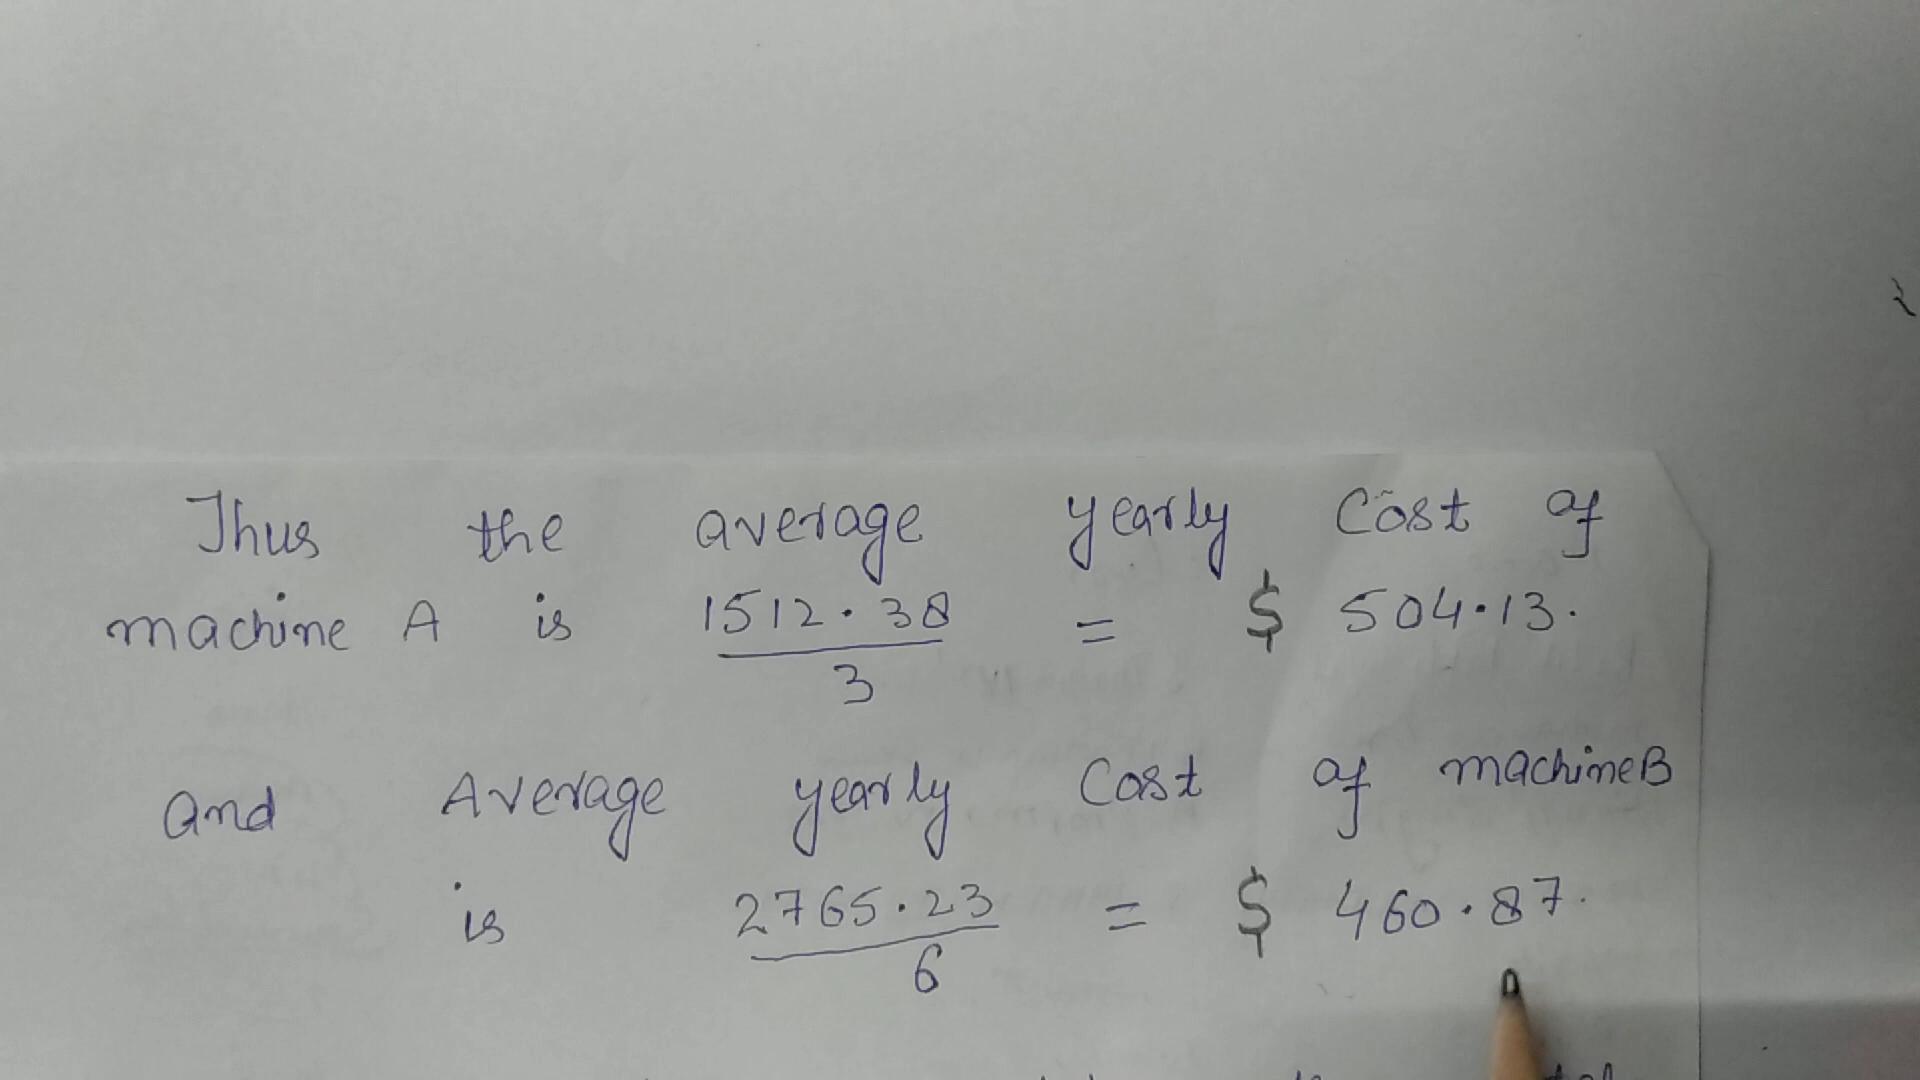 Thus the average yearly Cost of
machine A is 1512.38 / 3 = $ 504.13.
and Average yearly Cost of machine B
is 2765.23 / 6 = $ 460.87.